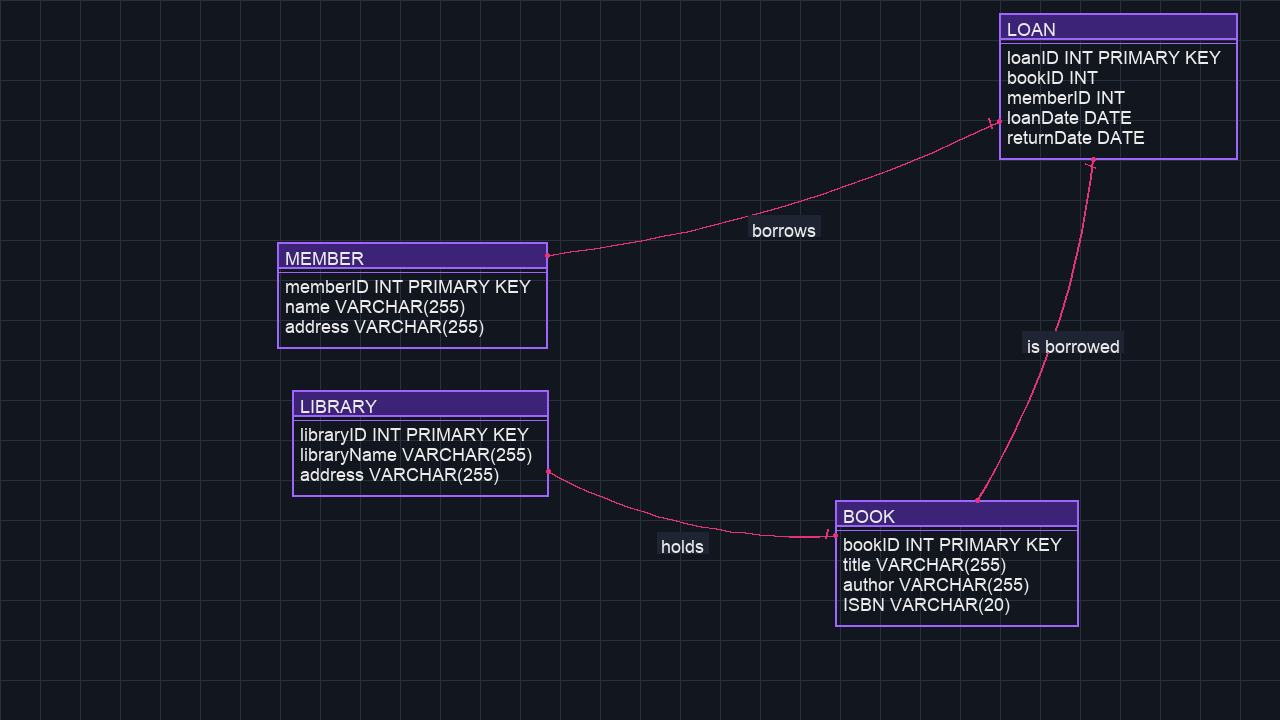 LOAN
loanID INT PRIMARY KEY
bookID INT
memberID INT
loanDate DATE
returnDate DATE
borrows
MEMBER
memberID INT PRIMARY KEY
name VARCHAR(255)
address VARCHAR(255)
is borrowed
LIBRARY
libraryID INT PRIMARY KEY
libraryName VARCHAR(255)
address VARCHAR(255)
holds
BOOK
bookID INT PRIMARY KEY
title VARCHAR(255)
author VARCHAR(255)
ISBN VARCHAR(20)